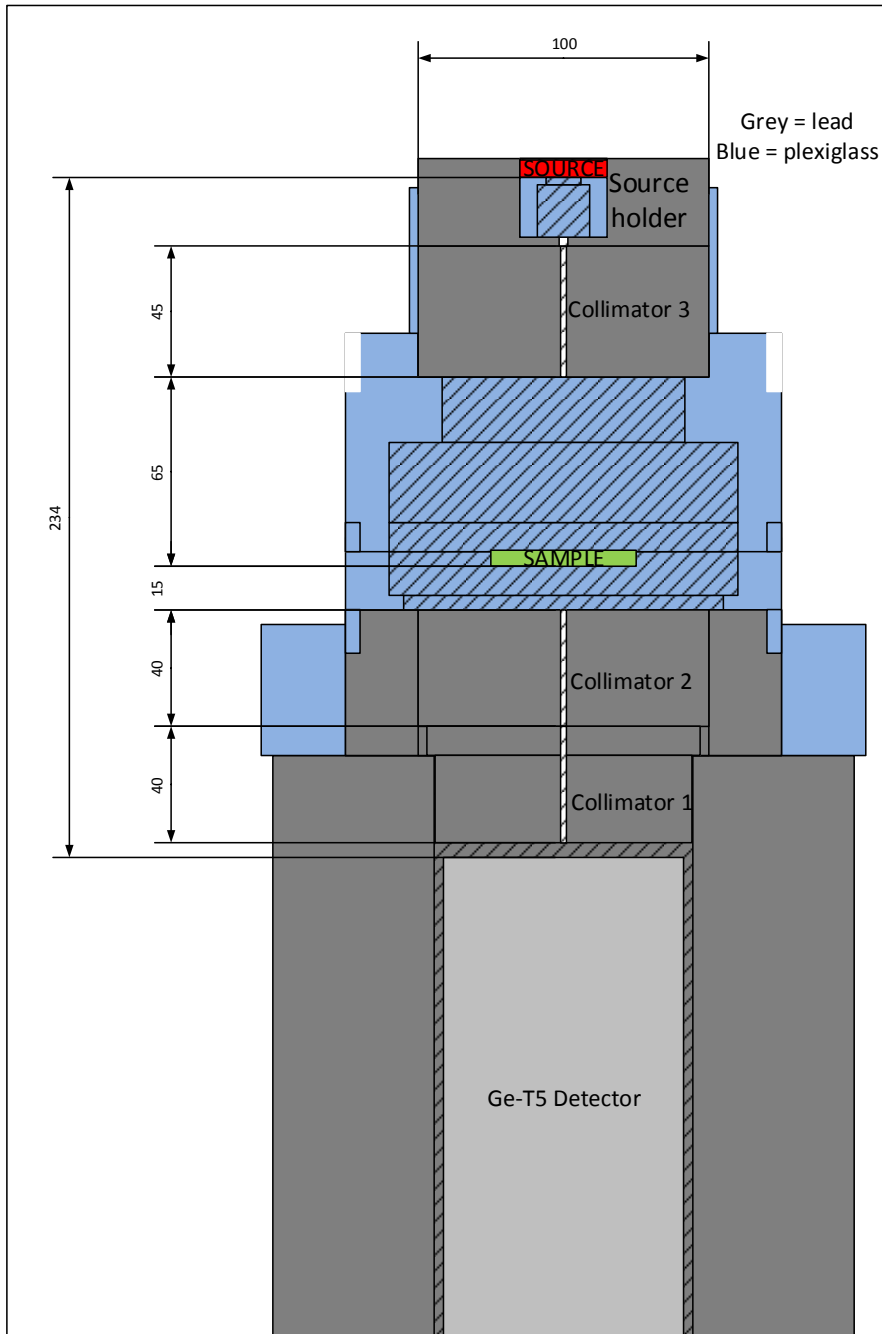 100
Grey = lead
Blue = plexiglass
SOURCE
Source
holder
45
Collimator 3
65
234
SAMPLE
15
40
Collimator 2
40
Collimator 1
Ge-T5 Detector